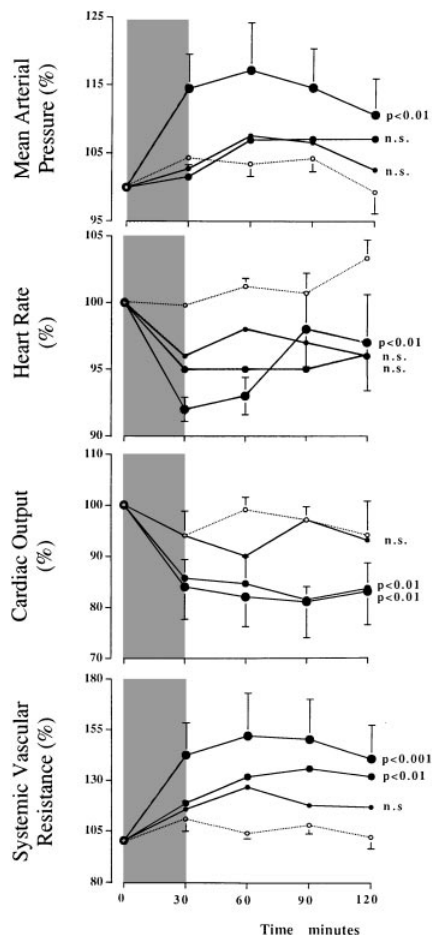 Mean Arterial
Pressure (%)
125
115
105
95
p<0.01
n.s.
n.s.
Heart Rate
(%)
105
100
95
90
p<0.01
n.s.
n.s.
Cardiac Output
(%)
110
100
90
80
70
n.s.
p<0.01
p<0.01
Systemic Vascular
Resistance (%)
180
155
130
105
80
p<0.001
p<0.01
n.s
0 30 60 90 120
Time minutes